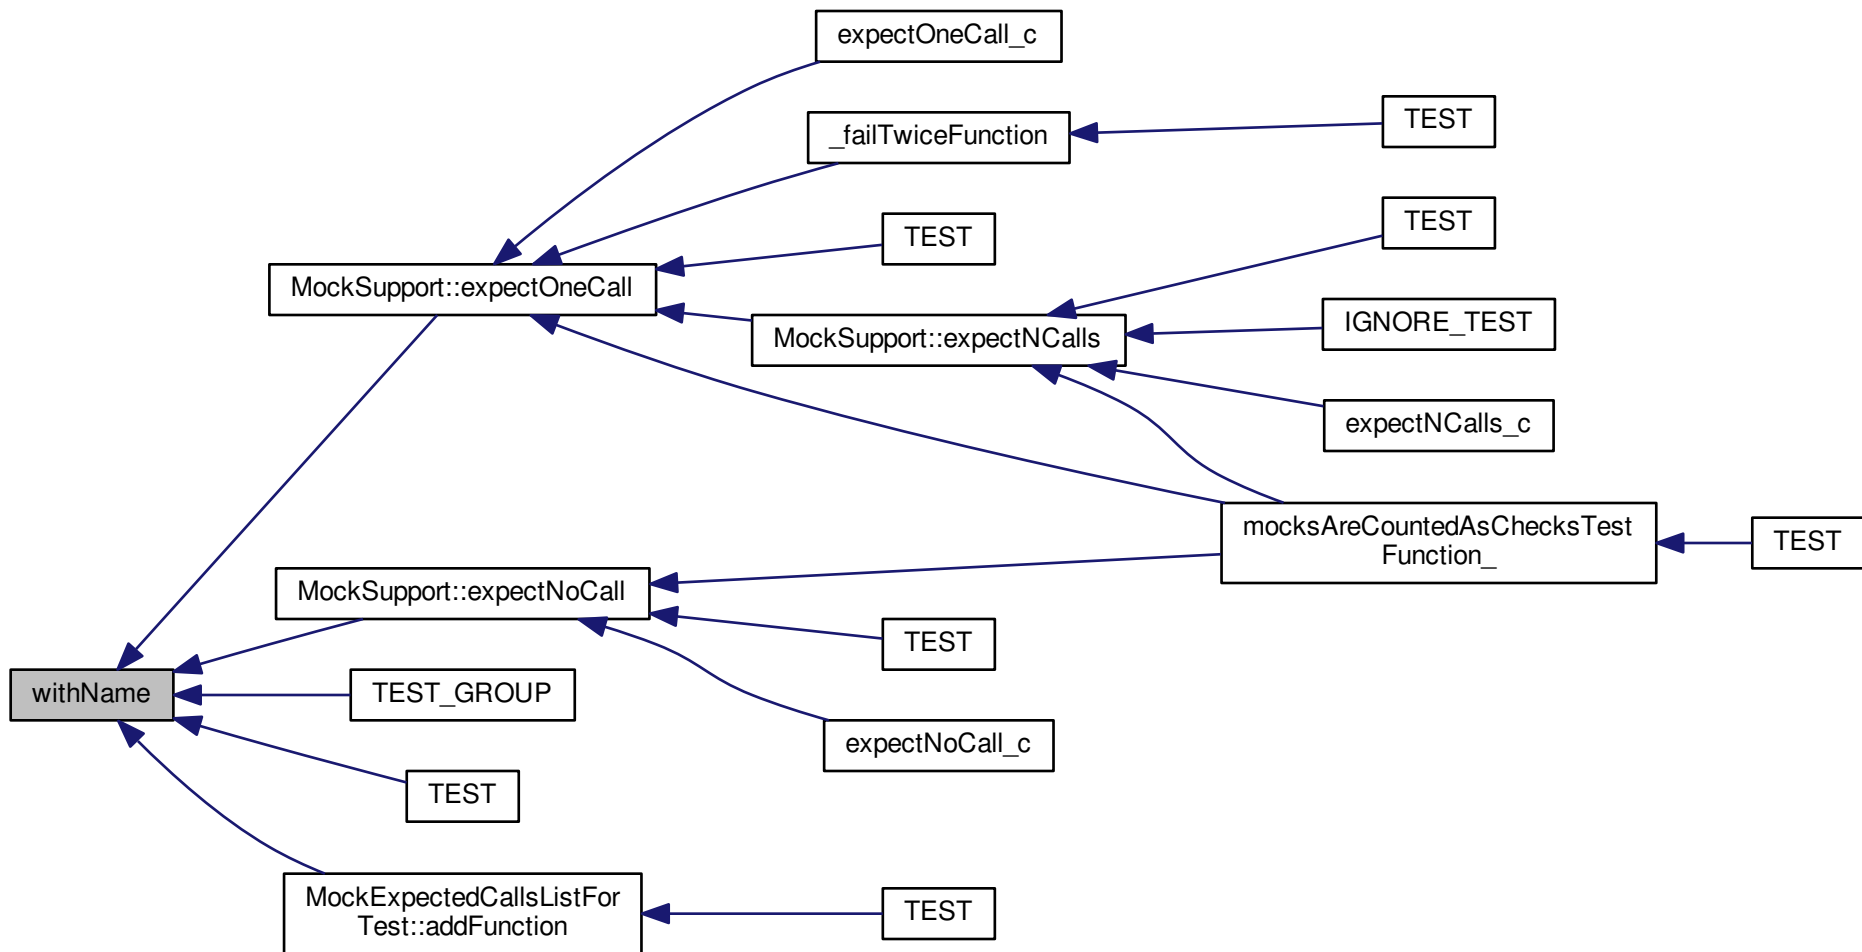 expectOneCall_c
_failTwiceFunction
TEST
TEST
TEST
MockSupport::expectOneCall
MockSupport::expectNCalls
IGNORE_TEST
expectNCalls_c
mocksAreCountedAsChecksTest
Function_
TEST
MockSupport::expectNoCall
TEST
withName
TEST_GROUP
expectNoCall_c
TEST
MockExpectedCallsListFor
Test::addFunction
TEST